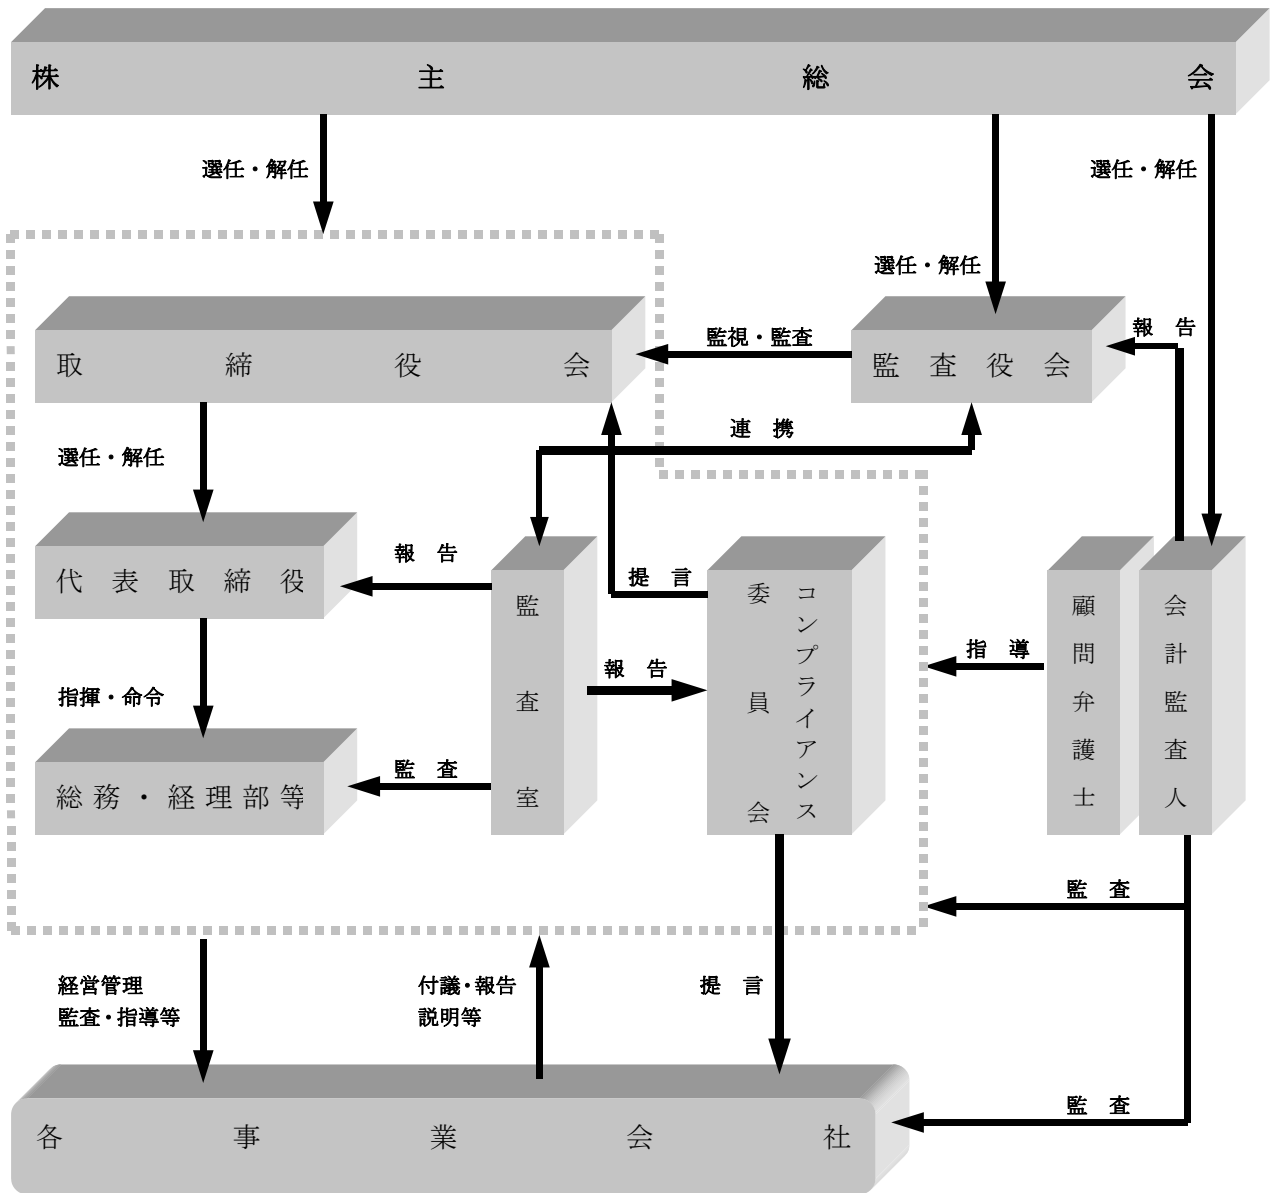 株主総会
選任・解任
選任・解任
選任・解任
取締役会
監視・監査
監査役会
報告
連携
選任・解任
代表取締役
報告
監査室
提言
コンプライアンス
委員会
顧問弁護士
会計監査人
指導
報告
指揮・命令
総務・経理部等
監査
監査
経営管理
監査・指導等
付議・報告
説明等
提言
監査
各事業会社